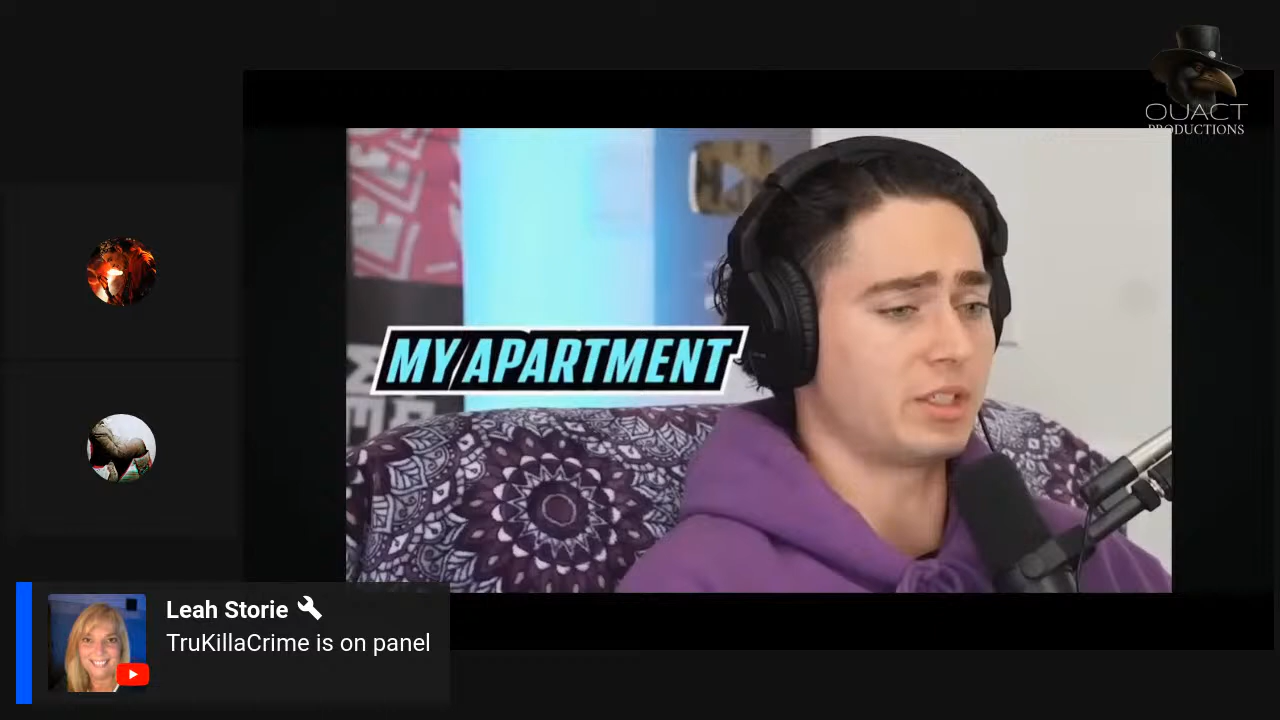 OUACT
PRODUCTIONS
MY APARTMENT
Leah Storie
TruKillaCrime is on panel